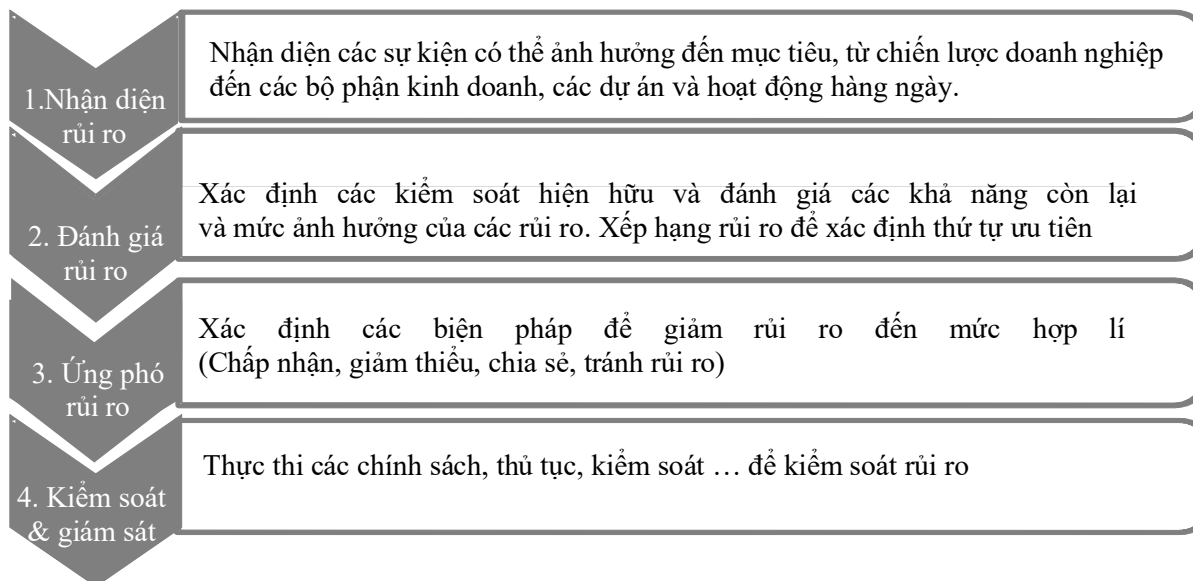 1.Nhận diện
rủi ro
Nhận diện các sự kiện có thể ảnh hưởng đến mục tiêu, từ chiến lược doanh nghiệp
đến các bộ phận kinh doanh, các dự án và hoạt động hàng ngày.
2. Đánh giá
rủi ro
Xác định các kiểm soát hiện hữu và đánh giá các khả năng còn lại
và mức ảnh hưởng của các rủi ro. Xếp hạng rủi ro để xác định thứ tự ưu tiên
3. Ứng phó
rủi ro
Xác định các biện pháp để giảm rủi ro đến mức hợp lí
(Chấp nhận, giảm thiểu, chia sẻ, tránh rủi ro)
4. Kiểm soát
& giám sát
Thực thi các chính sách, thủ tục, kiểm soát … để kiểm soát rủi ro